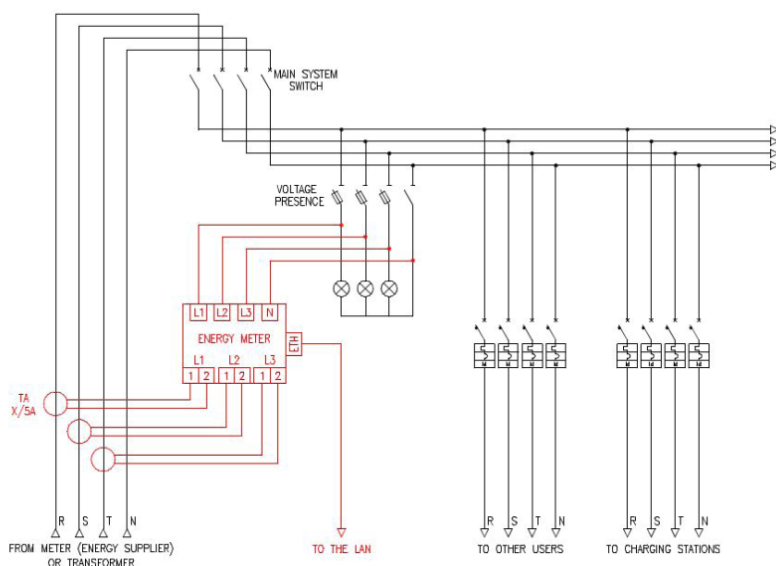 MAIN SYSTEM
SWITCH
VOLTAGE
PRESENCE
L1 L2 L3 N
ENERGY METER
ETH
L1 L2 L3
1 2 1 2 1 2
TA
X/5A
R S T N
R S T N
R S T N
FROM METER (ENERGY SUPPLIER)
OR TRANSFORMER
TO THE LAN
TO OTHER USERS
TO CHARGING STATIONS